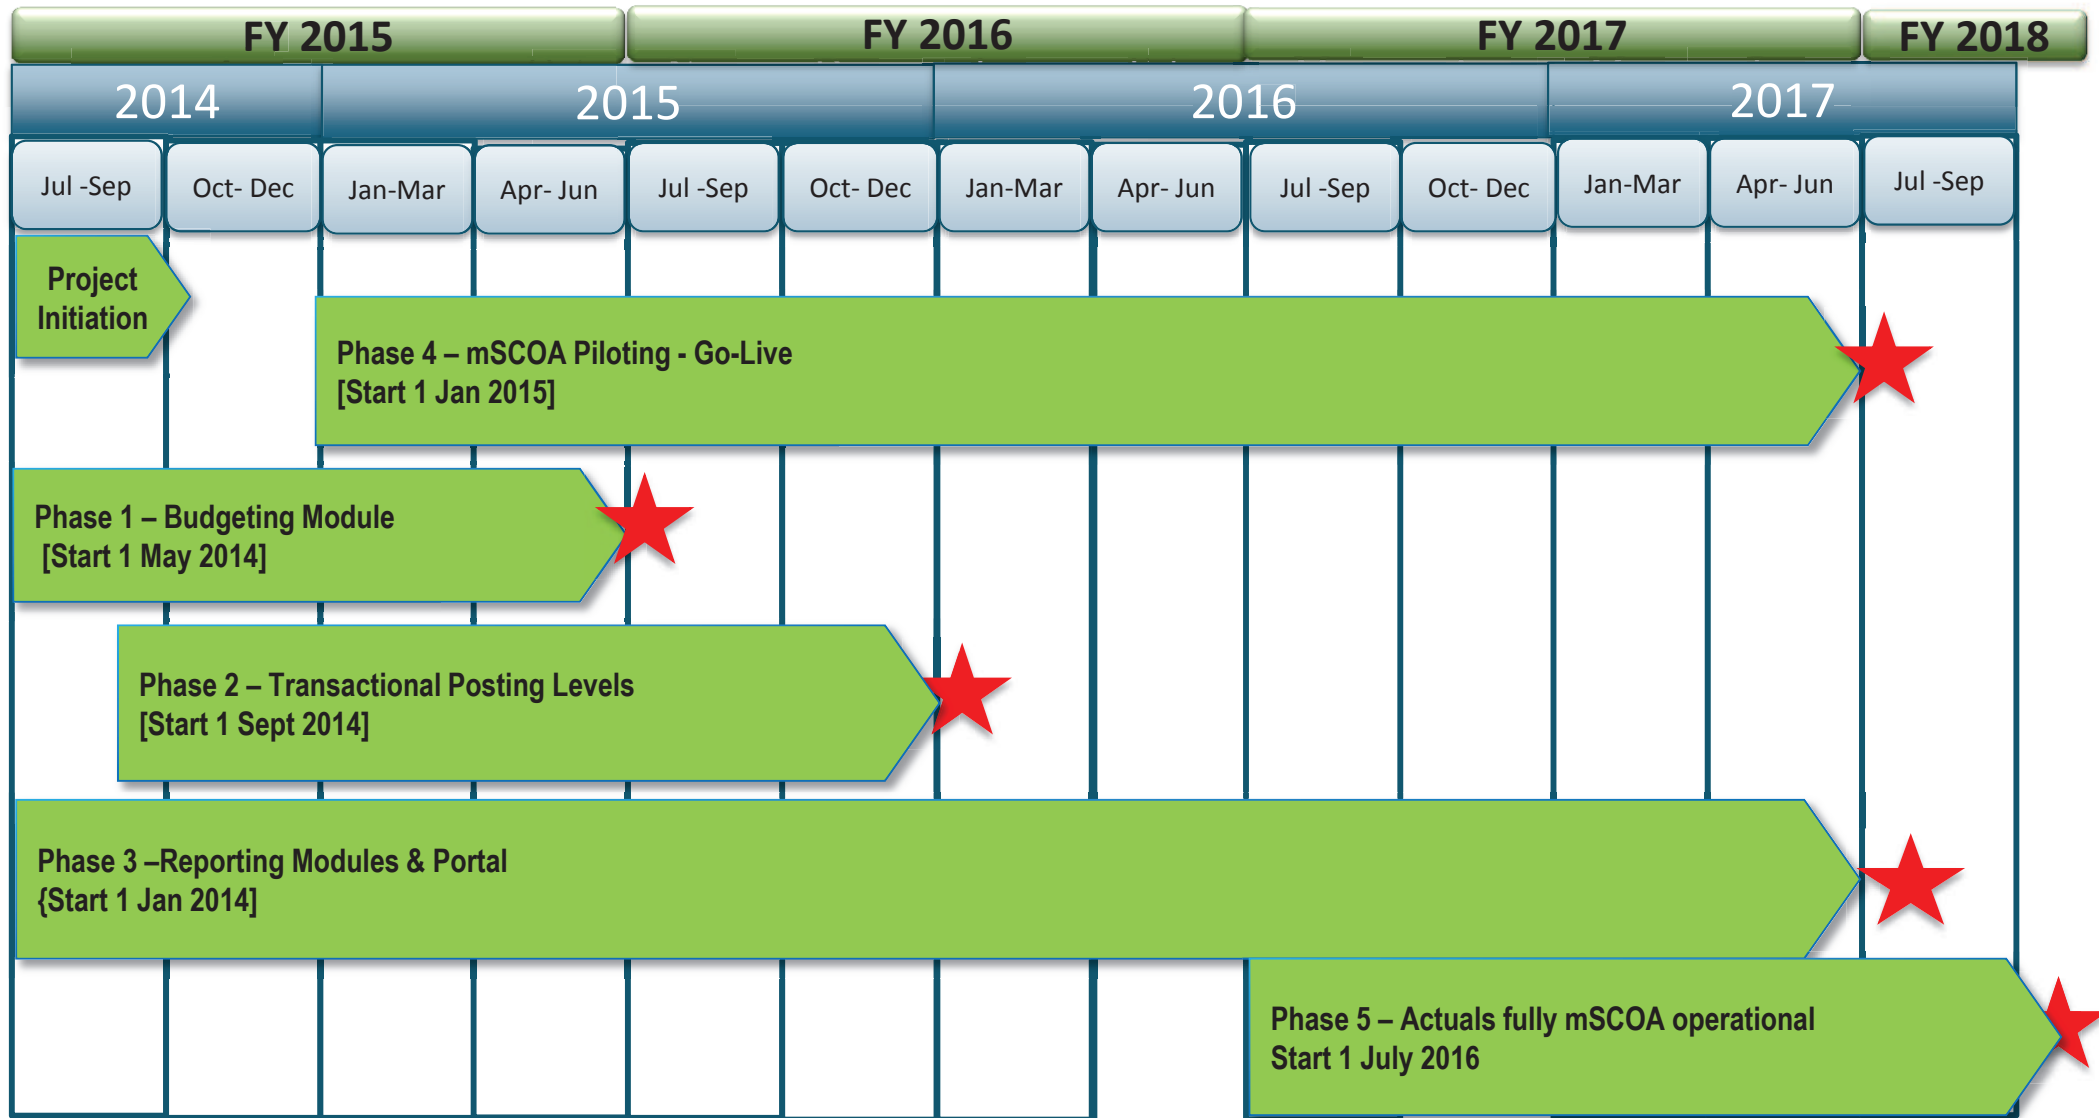 FY 2015 FY 2016 FY 2017 FY 2018
2014 2015 2016 2017
Jul -Sep Oct- Dec Jan-Mar Apr- Jun Jul -Sep Oct- Dec Jan-Mar Apr- Jun Jul -Sep Oct- Dec Jan-Mar Apr- Jun Jul -Sep
Project
Initiation
Phase 4 – mSCOA Piloting - Go-Live
[Start 1 Jan 2015]
Phase 1 – Budgeting Module
[Start 1 May 2014]
Phase 2 – Transactional Posting Levels
[Start 1 Sept 2014]
Phase 3 –Reporting Modules & Portal
{Start 1 Jan 2014]
Phase 5 – Actuals fully mSCOA operational
Start 1 July 2016